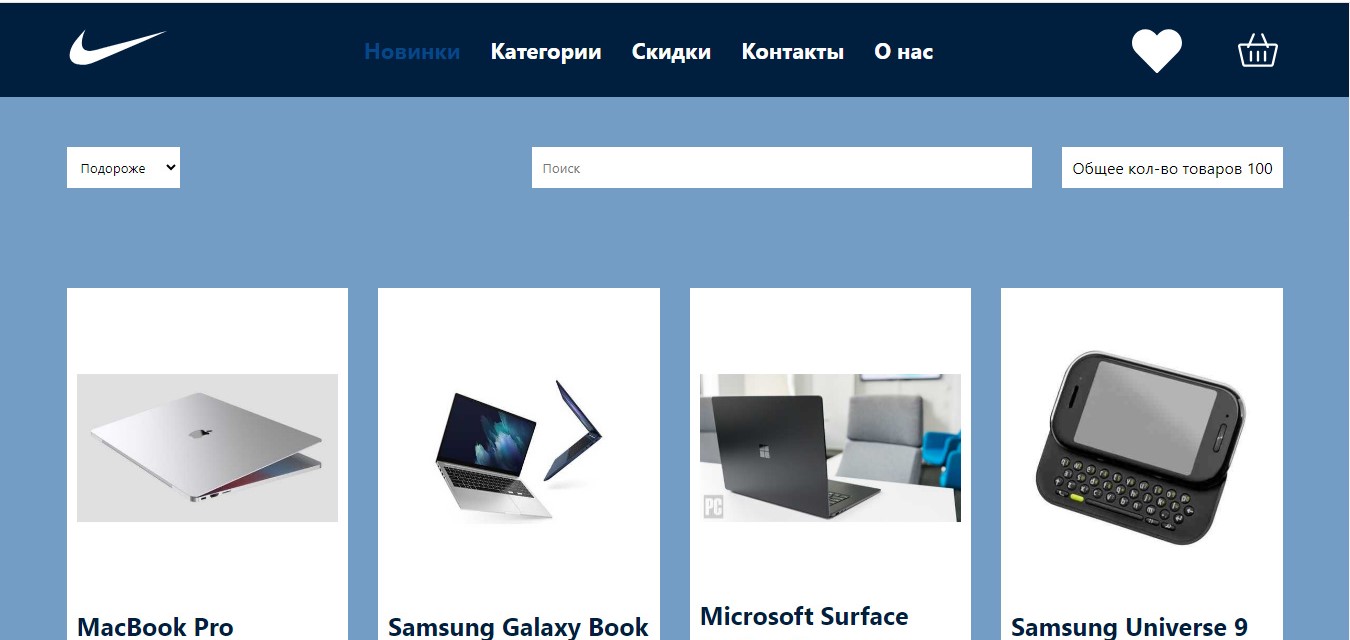 Новинки Категории Скидки Контакты О нас
Подороже Поиск Общее кол-во товаров 100
PC
MacBook Pro Samsung Galaxy Book Microsoft Surface Samsung Universe 9